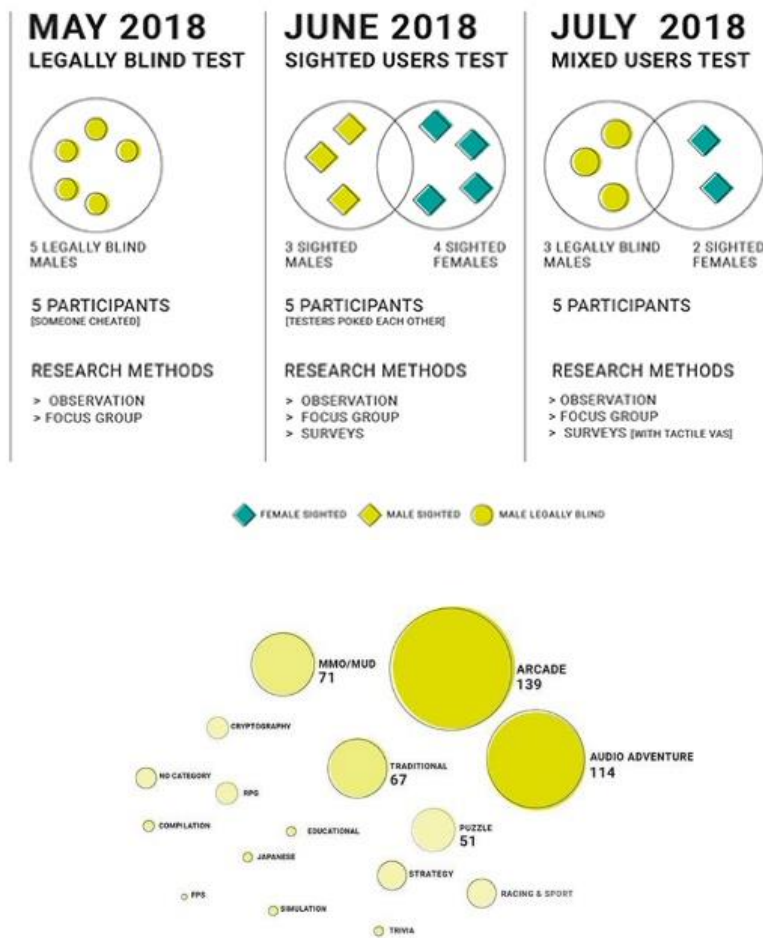 MAY 2018
LEGALLY BLIND TEST
5 LEGALLY BLIND
MALES
5 PARTICIPANTS
[SOMEONE CHEATED]
RESEARCH METHODS
> OBSERVATION
> FOCUS GROUP
JUNE 2018
SIGHTED USERS TEST
3 SIGHTED
MALES
4 SIGHTED
FEMALES
5 PARTICIPANTS
[TESTERS POKED EACH OTHER]
RESEARCH METHODS
> OBSERVATION
> FOCUS GROUP
> SURVEYS
JULY 2018
MIXED USERS TEST
3 LEGALLY BLIND
MALES
2 SIGHTED
FEMALES
5 PARTICIPANTS
RESEARCH METHODS
> OBSERVATION
> FOCUS GROUP
> SURVEYS [WITH TACTILE VAS]
FEMALE SIGHTED
MALE SIGHTED
MALE LEGALLY BLIND
MMO/MUD
71
ARCADE
139
CRYPTOGRAPHY
AUDIO ADVENTURE
114
TRADITIONAL
67
NO CATEGORY
RPG
COMPILATION
EDUCATIONAL
PUZZLE
51
JAPANESE
STRATEGY
RACING & SPORT
FPS
SIMULATION
TRIVIA